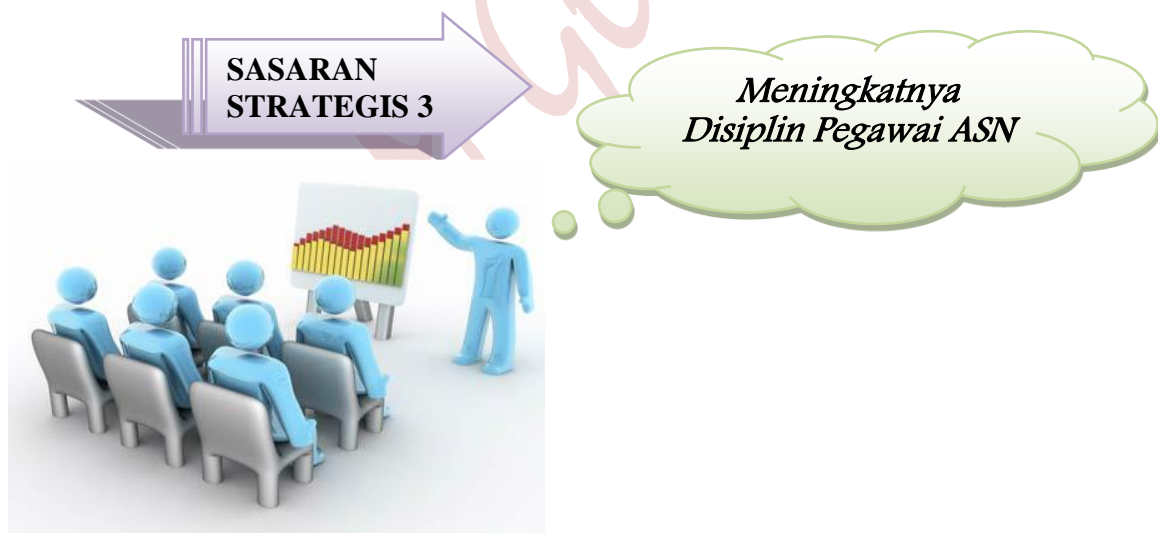 SASARAN
STRATEGIS 3
Meningkatnya
Disiplin Pegawai ASN